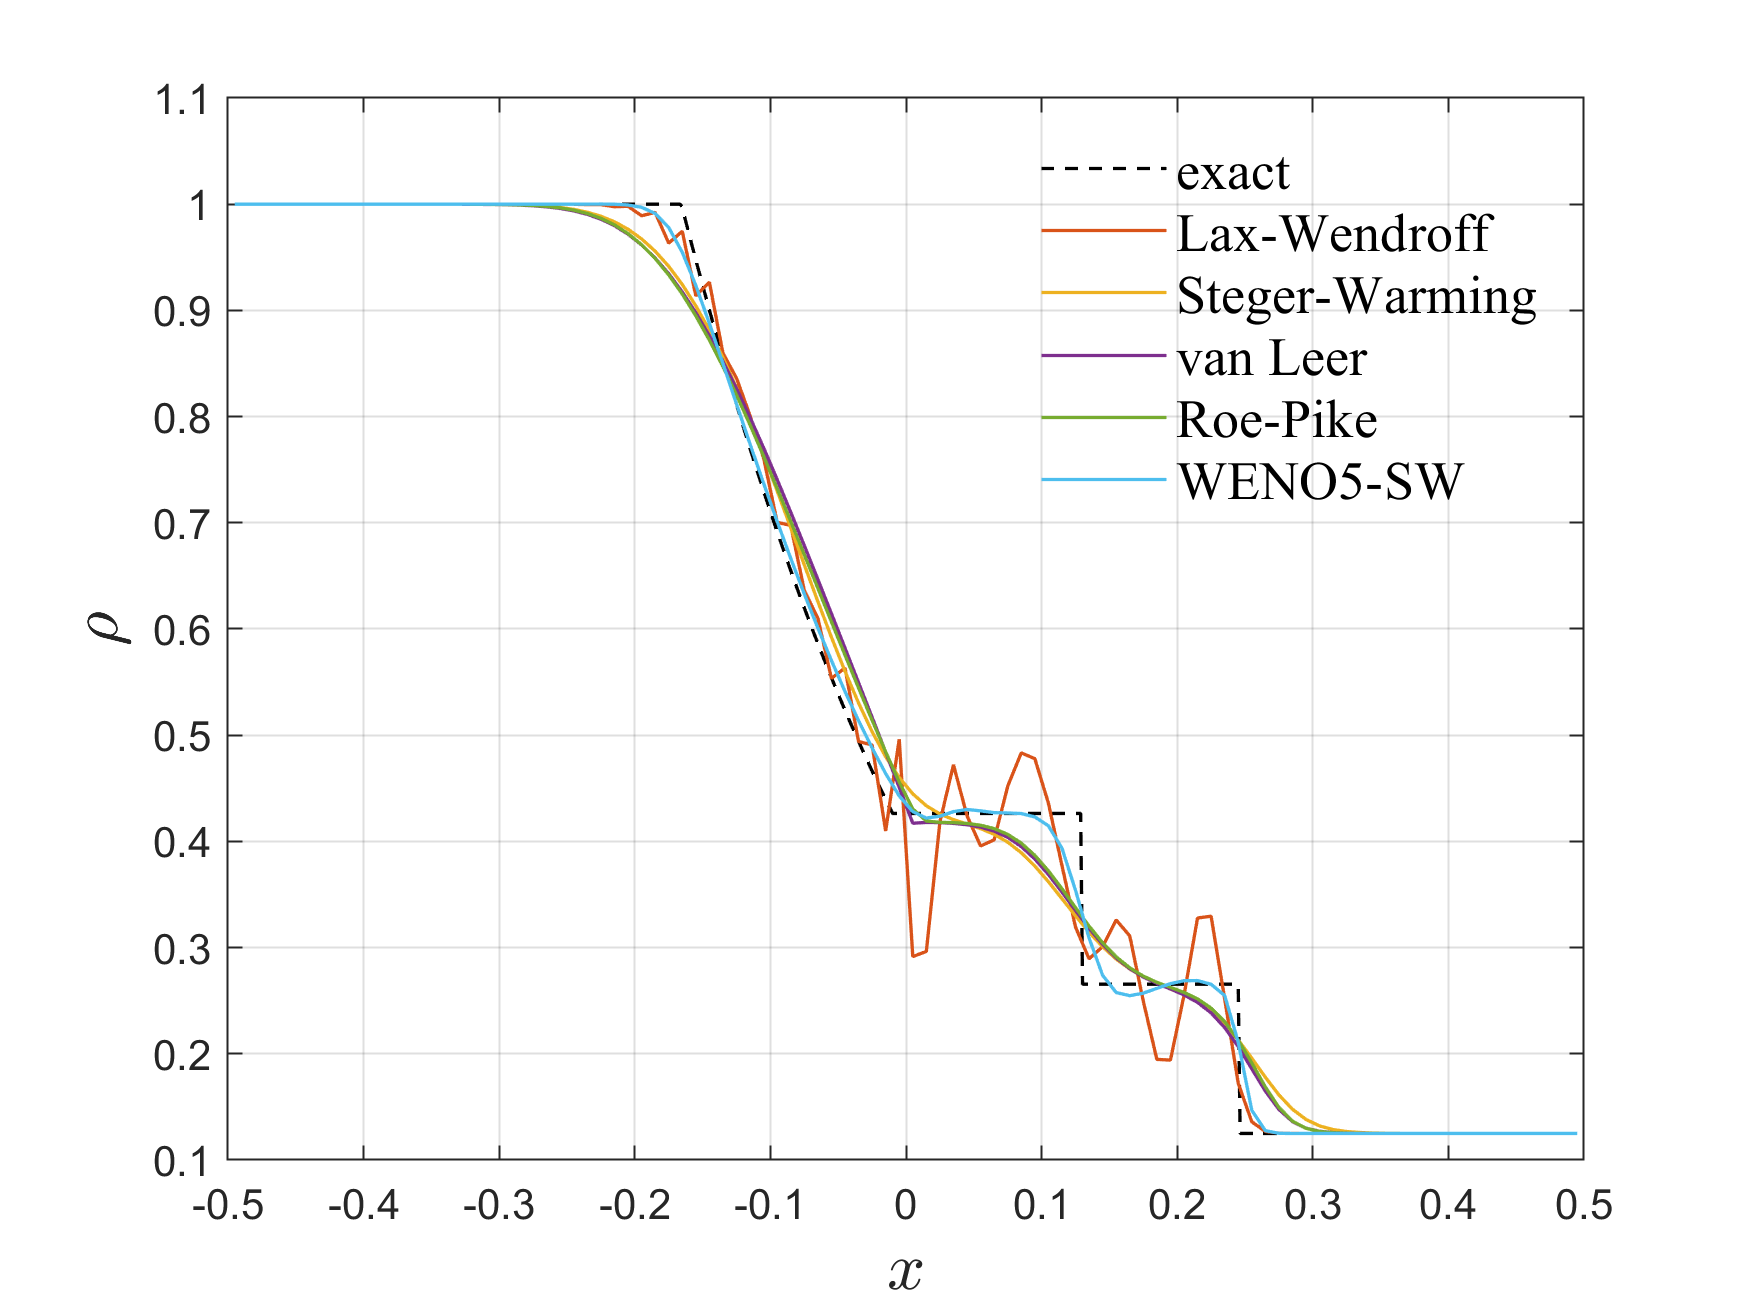 1.1
1
0.9
0.8
0.7
0.6
0.5
0.4
0.3
0.2
0.1
ρ
exact
Lax-Wendroff
Steger-Warming
van Leer
Roe-Pike
WENO5-SW
-0.5 -0.4 -0.3 -0.2 -0.1 0 0.1 0.2 0.3 0.4 0.5
x